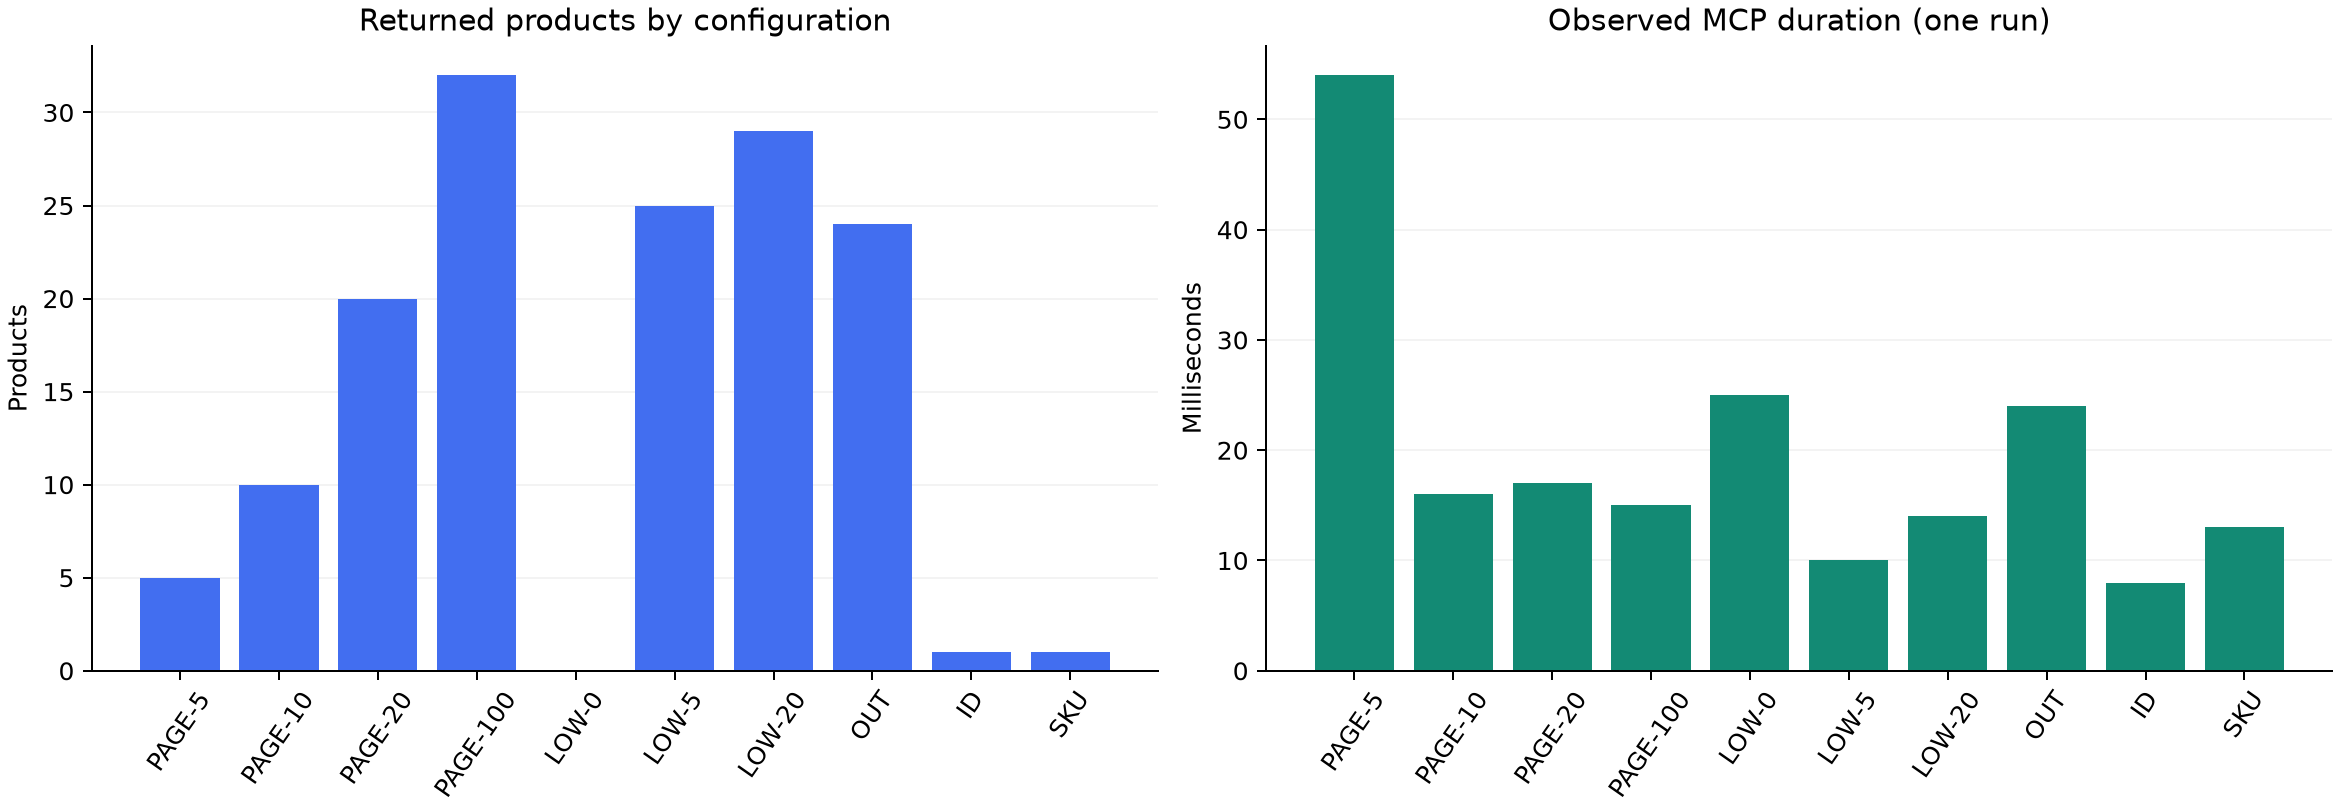 Returned products by configuration
Products
30
25
20
15
10
5
0
PAGE-5
PAGE-10
PAGE-20
PAGE-100
LOW-0
LOW-5
LOW-20
OUT
ID
SKU
Observed MCP duration (one run)
Milliseconds
50
40
30
20
10
0
PAGE-5
PAGE-10
PAGE-20
PAGE-100
LOW-0
LOW-5
LOW-20
OUT
ID
SKU